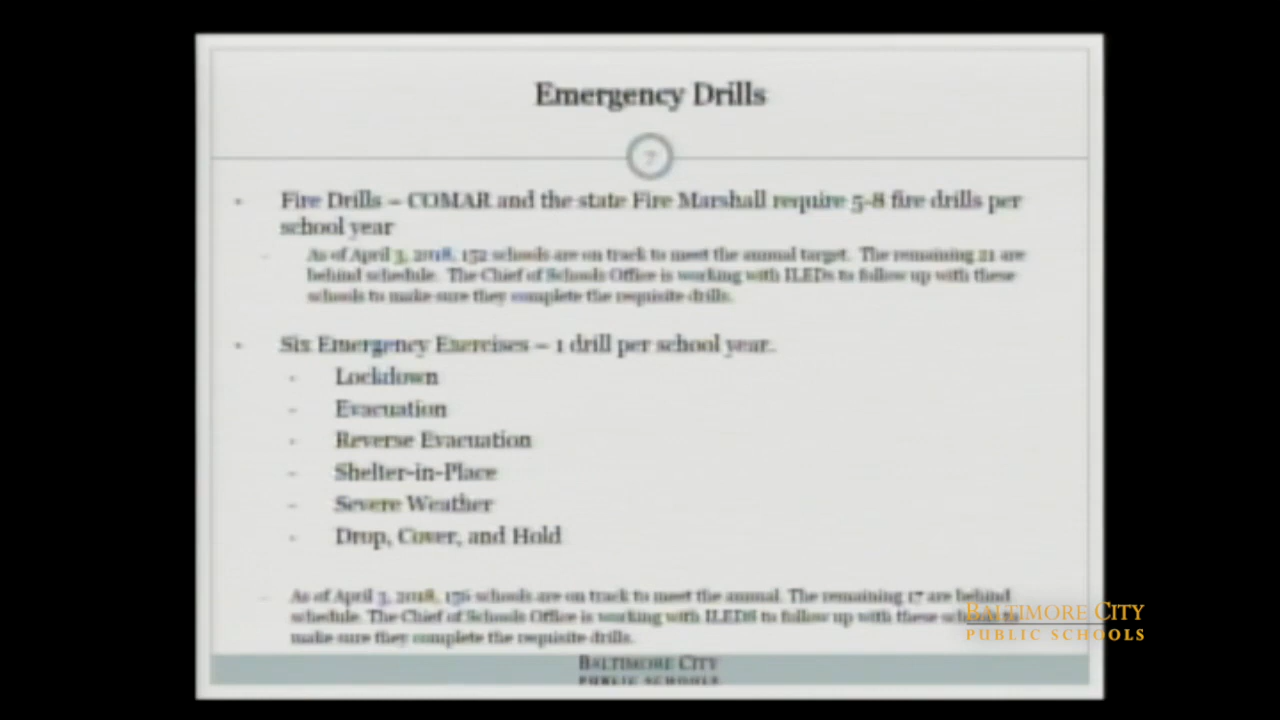 Emergency Drills
7
Fire Drills – COMAR and the state Fire Marshall require 5-8 fire drills per
school year
As of April 3, 2018, 152 schools are on track to meet the annual target. The remaining 21 are
behind schedule. The Chief of Schools Office is working with ILEDs to follow up with these
schools to make sure they complete the requisite drills.
Six Emergency Exercises – 1 drill per school year.
- Lockdown
- Evacuation
- Reverse Evacuation
- Shelter-in-Place
- Severe Weather
- Drop, Cover, and Hold
As of April 3, 2018, schools are on track to meet the annual. The remaining 17 are behind
schedule. The Chief of Schools Office is working with ILEDS to follow up with these schools to
make sure they complete the requisite drills.
BALTIMORE CITY
PUBLIC SCHOOLS
BALTIMORE CITY
PUBLIC SCHOOLS